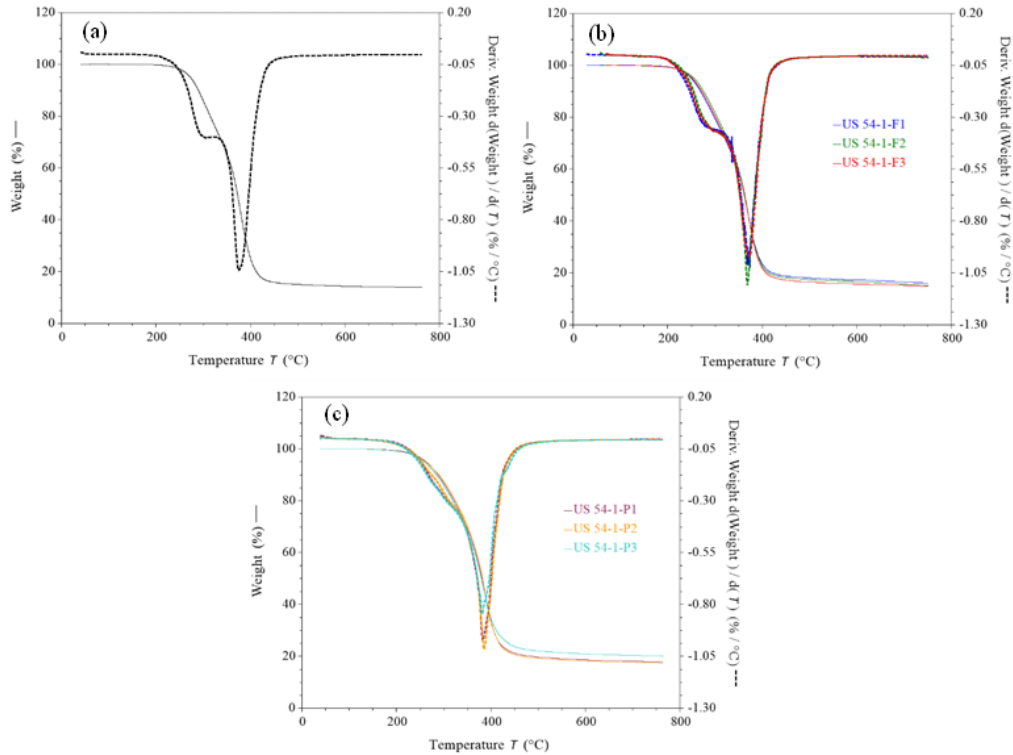 (a)
120
100
80
60
40
20
0
Weight (%)
0.20
-0.05
-0.30
-0.55
-0.80
-1.05
-1.30
Deriv. Weight d(Weight ) / d( T ) (% / °C)
0 200 400 600 800
Temperature T (°C)
(b)
120
100
80
60
40
20
0
Weight (%)
US 54-1-F1
US 54-1-F2
US 54-1-F3
0.20
-0.05
-0.30
-0.55
-0.80
-1.05
-1.30
Deriv. Weight d(Weight ) / d( T ) (% / °C)
0 200 400 600 800
Temperature T (°C)
(c)
120
100
80
60
40
20
0
Weight (%)
US 54-1-P1
US 54-1-P2
US 54-1-P3
0.20
-0.05
-0.30
-0.55
-0.80
-1.05
-1.30
Deriv. Weight d(Weight ) / d( T ) (% / °C)
0 200 400 600 800
Temperature T (°C)